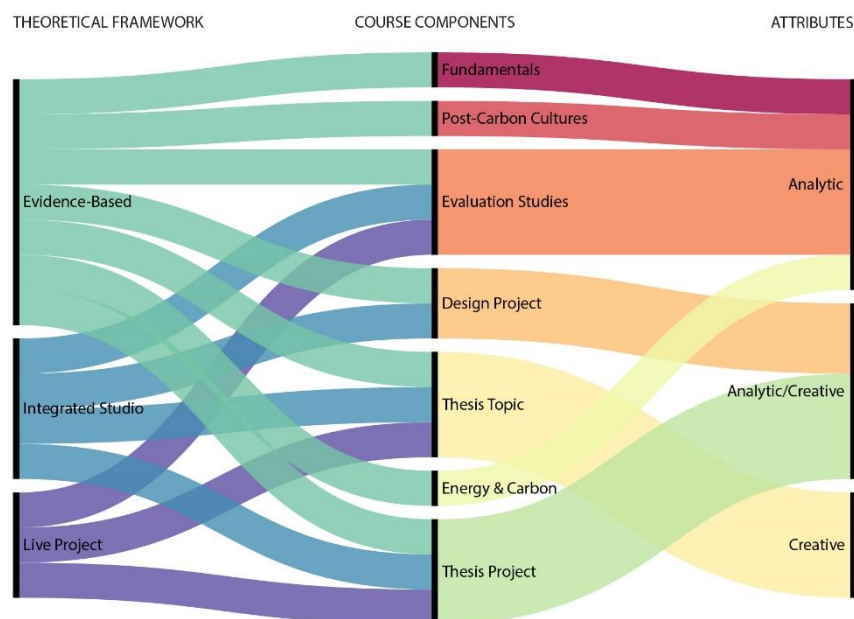 THEORETICAL FRAMEWORK
COURSE COMPONENTS
ATTRIBUTES
Fundamentals
Post-Carbon Cultures
Evaluation Studies
Analytic
Evidence-Based
Design Project
Analytic/Creative
Integrated Studio
Thesis Topic
Energy & Carbon
Live Project
Creative
Thesis Project